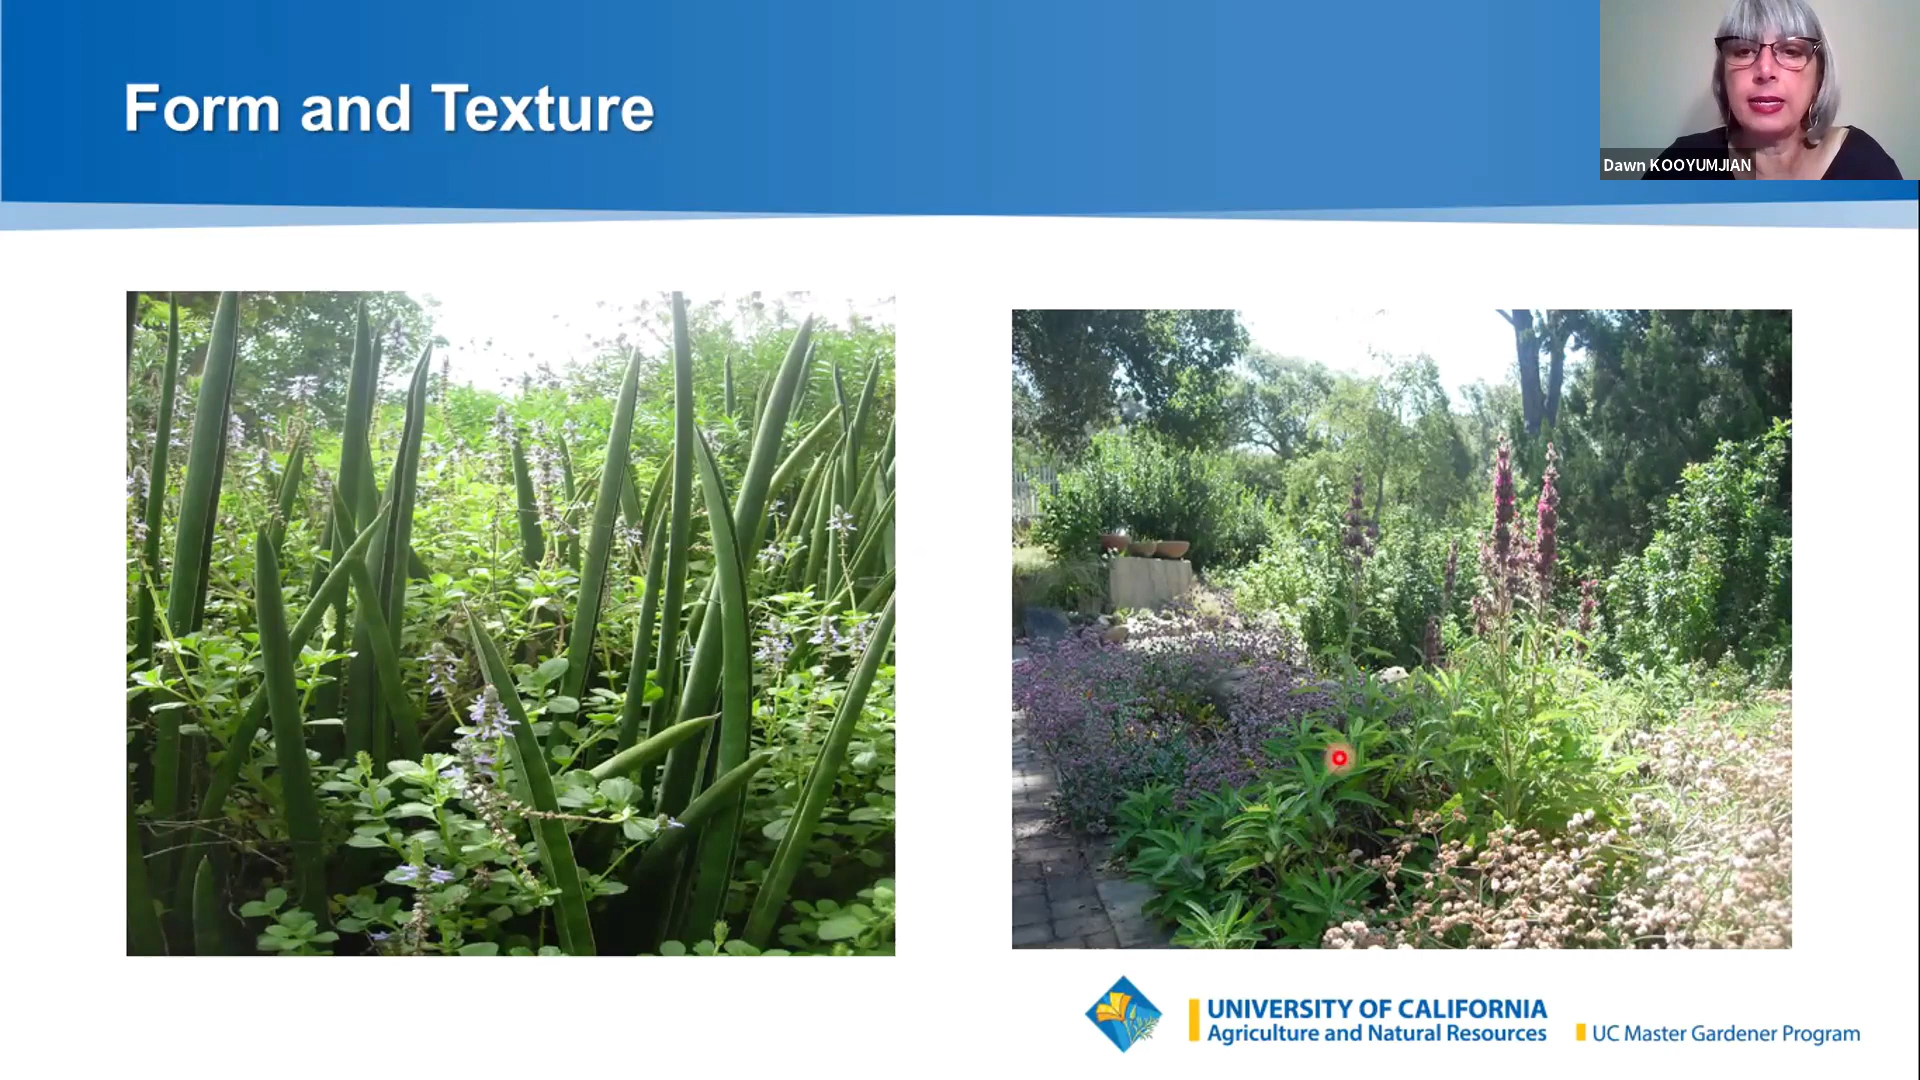 Form and Texture
Dawn KOOYUMJIAN
UNIVERSITY OF CALIFORNIA
Agriculture and Natural Resources
UC Master Gardener Program